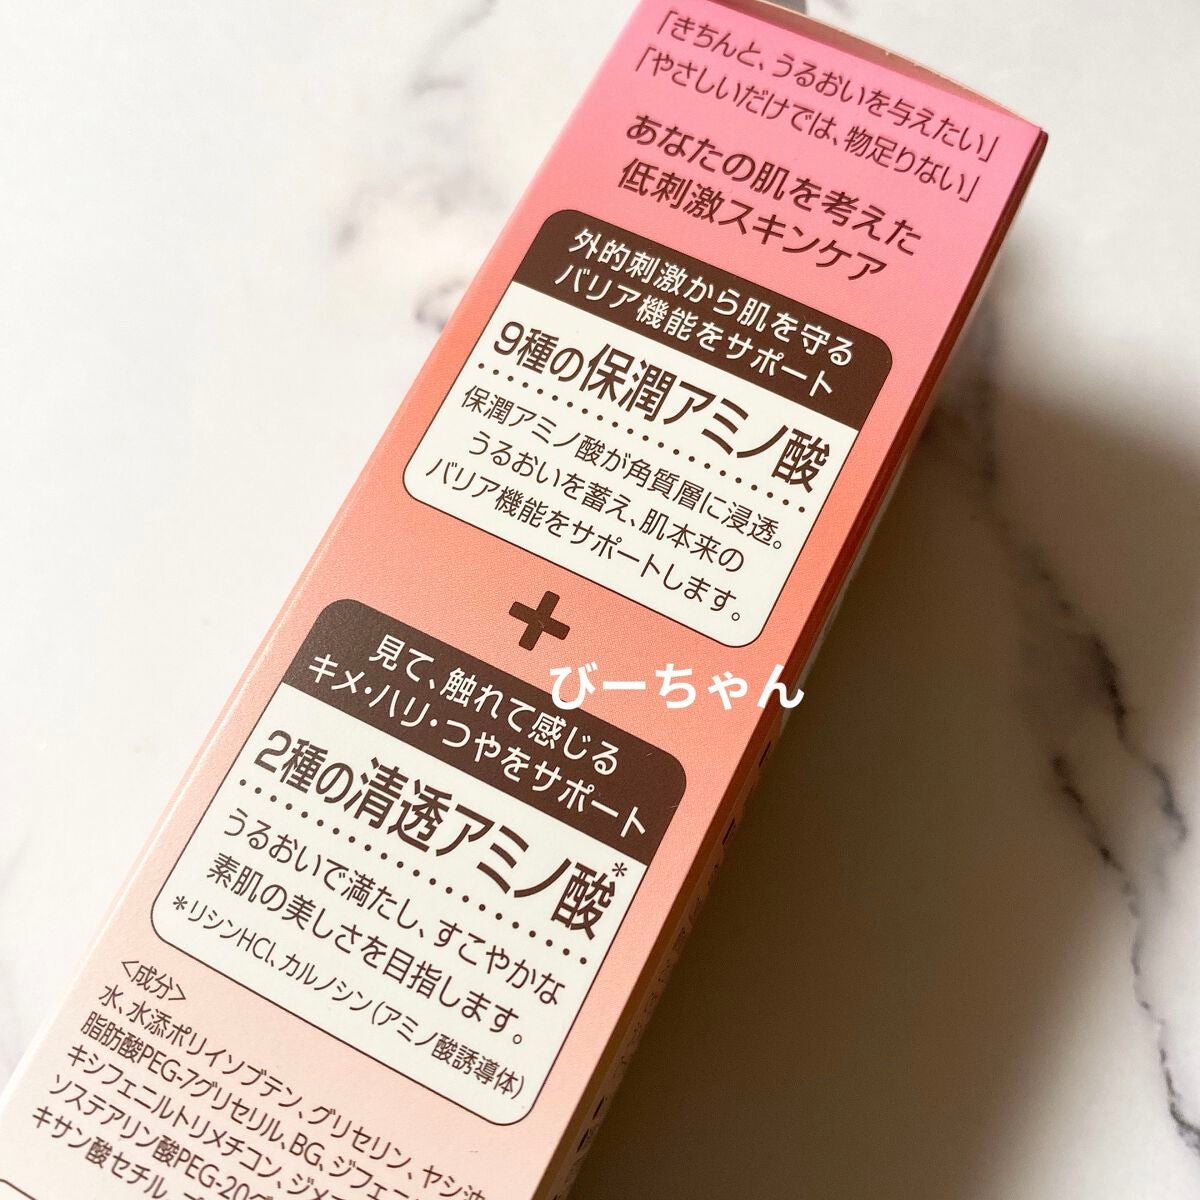 「きちんと、うるおいを与えたい」
「やさしいだけでは、物足りない」
あなたの肌を考えた
低刺激スキンケア
外的刺激から肌を守る
バリア機能をサポート
9種の保潤アミノ酸
保潤アミノ酸が角質層に浸透。
うるおいを蓄え、肌本来の
バリア機能をサポートします。
+
びーちゃん
見て、触れて感じる
キメ・ハリ・つやをサポート
2種の清透アミノ酸*
うるおいで満たし、すこやかな
素肌の美しさを目指します。
*リシンHCl、カルノシン(アミノ酸誘導体)
<成分>
水、水添ポリイソブテン、グリセリン、ヤシ油
脂肪酸PEG-7グリセリル、BG、ジフェニ
キシフェニルトリメチコン、ジメ
ソステアリン酸PEG-20グ
キサン酸セチル、